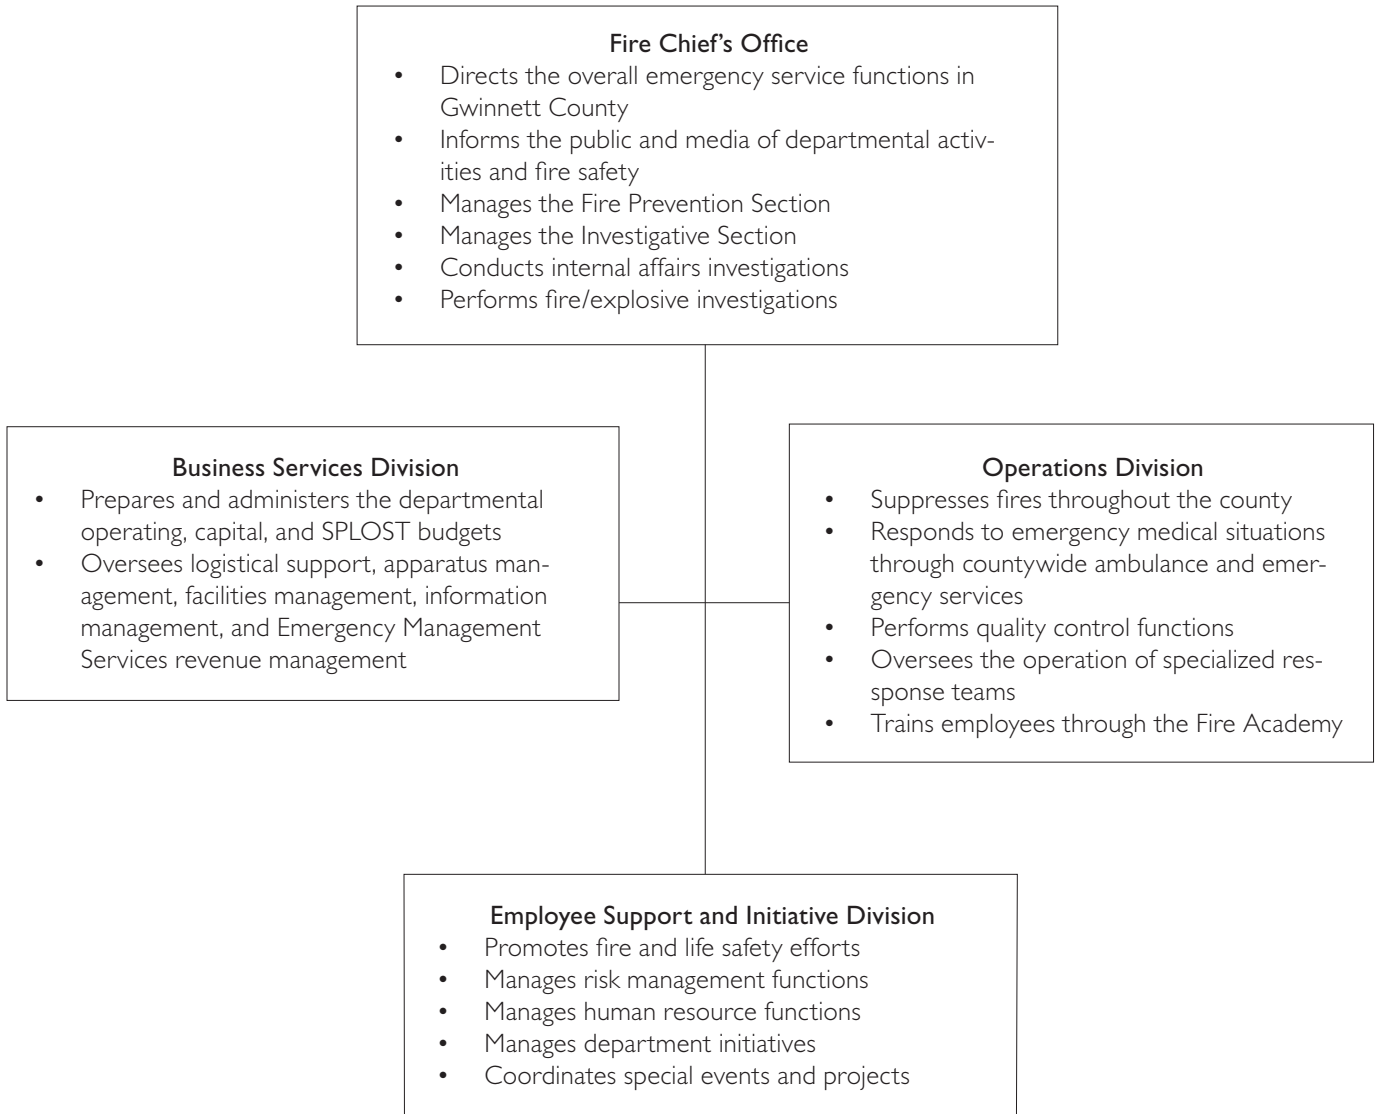 Fire Chief’s Office
• Directs the overall emergency service functions in
Gwinnett County
• Informs the public and media of departmental activ-
ities and fire safety
• Manages the Fire Prevention Section
• Manages the Investigative Section
• Conducts internal affairs investigations
• Performs fire/explosive investigations
Business Services Division
• Prepares and administers the departmental
operating, capital, and SPLOST budgets
• Oversees logistical support, apparatus man-
agement, facilities management, information
management, and Emergency Management
Services revenue management
Operations Division
• Suppresses fires throughout the county
• Responds to emergency medical situations
through countywide ambulance and emer-
gency services
• Performs quality control functions
• Oversees the operation of specialized res-
ponse teams
• Trains employees through the Fire Academy
Employee Support and Initiative Division
• Promotes fire and life safety efforts
• Manages risk management functions
• Manages human resource functions
• Manages department initiatives
• Coordinates special events and projects